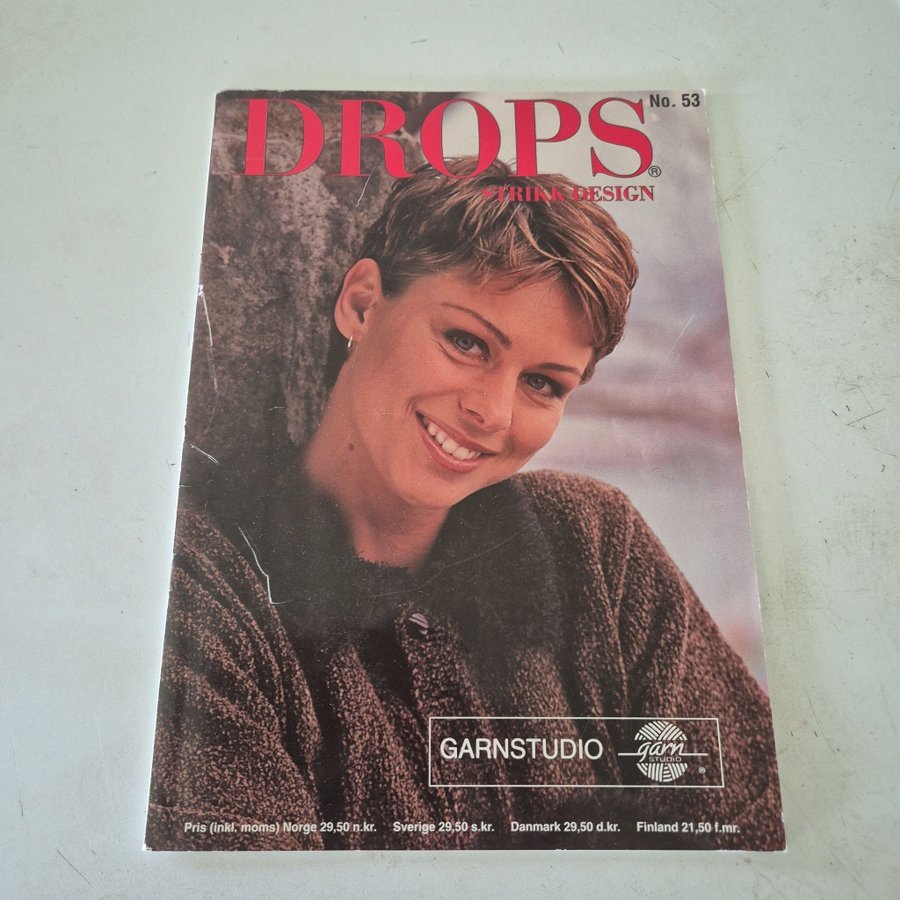 DROPS®
No. 53
STRIKK DESIGN
GARNSTUDIO
garn
STUDIO
®
Pris (inkl. moms) Norge 29,50 n.kr. Sverige 29,50 s.kr. Danmark 29,50 d.kr. Finland 21,50 f.mr.